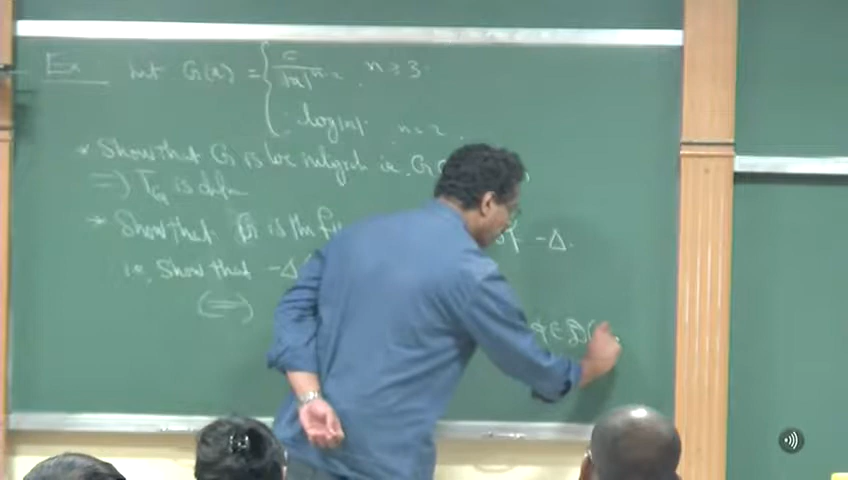 Ex Let G(x) = { c / |x|^{n-2} , n ≥ 3
log |x| . n = 2 .
* Show that G is loc integrable i.e. G
=) T_G is defn
* Show that G is the of -Δ.
i.e, Show that -Δ
(⟺) φ ∈ 𝒟(